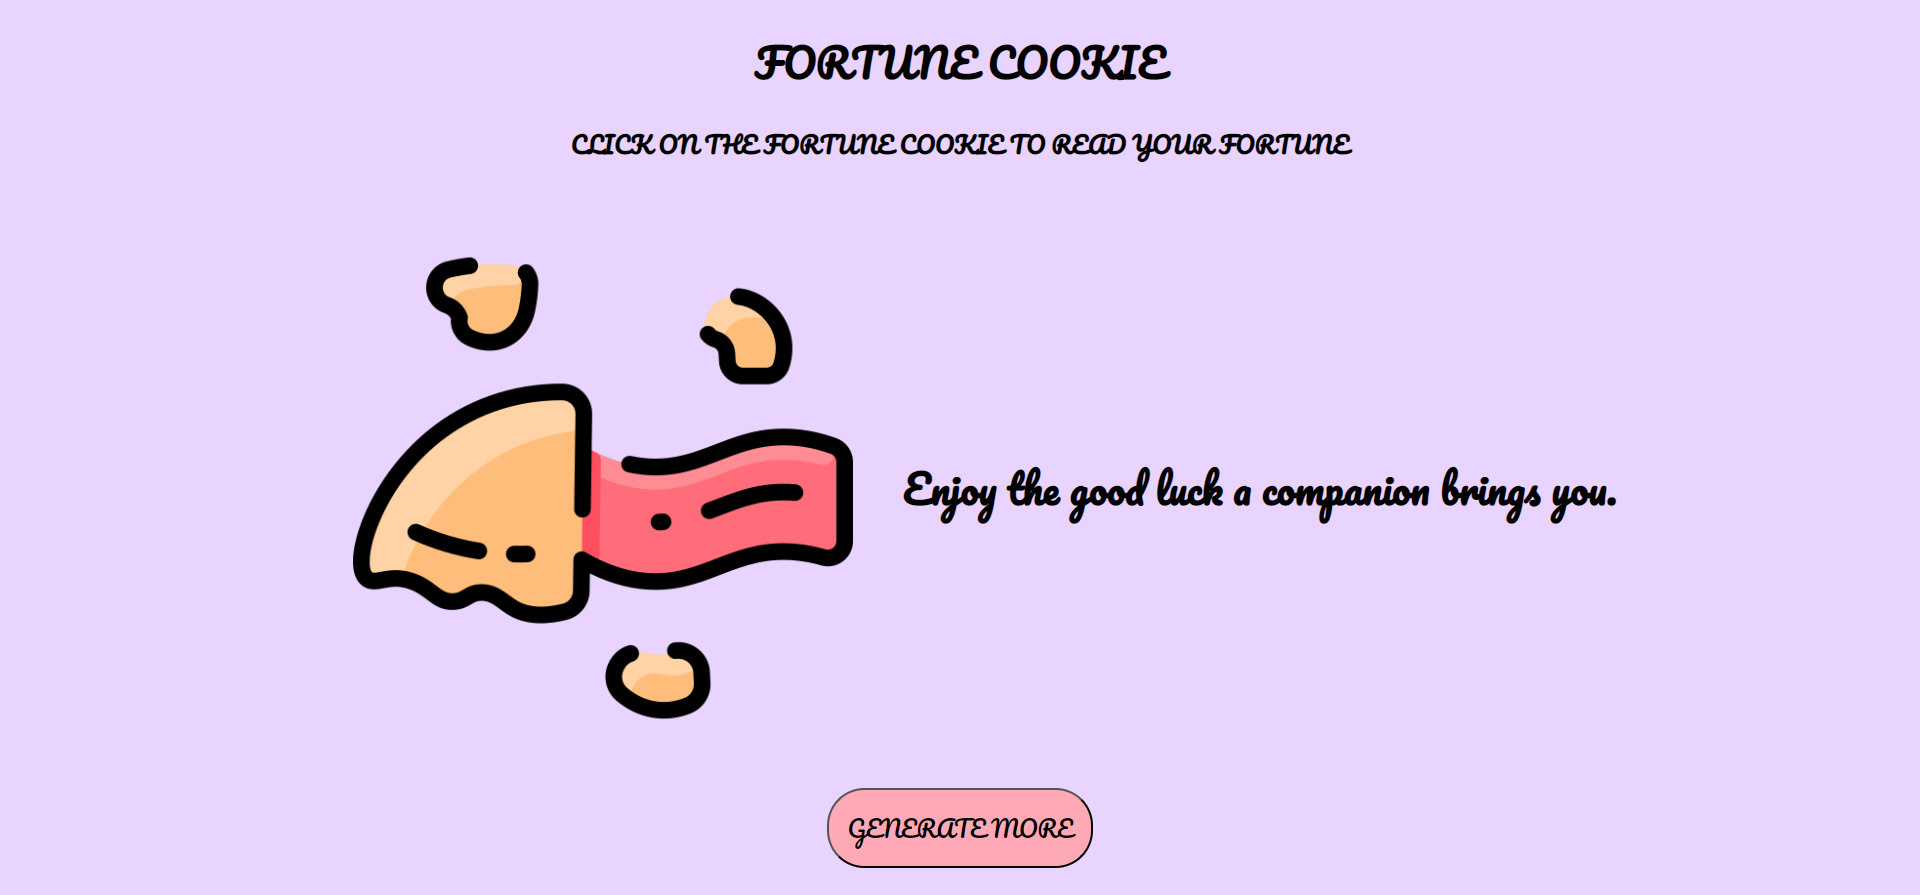 FORTUNE COOKIE
CLICK ON THE FORTUNE COOKIE TO READ YOUR FORTUNE
Enjoy the good luck a companion brings you.
GENERATE MORE